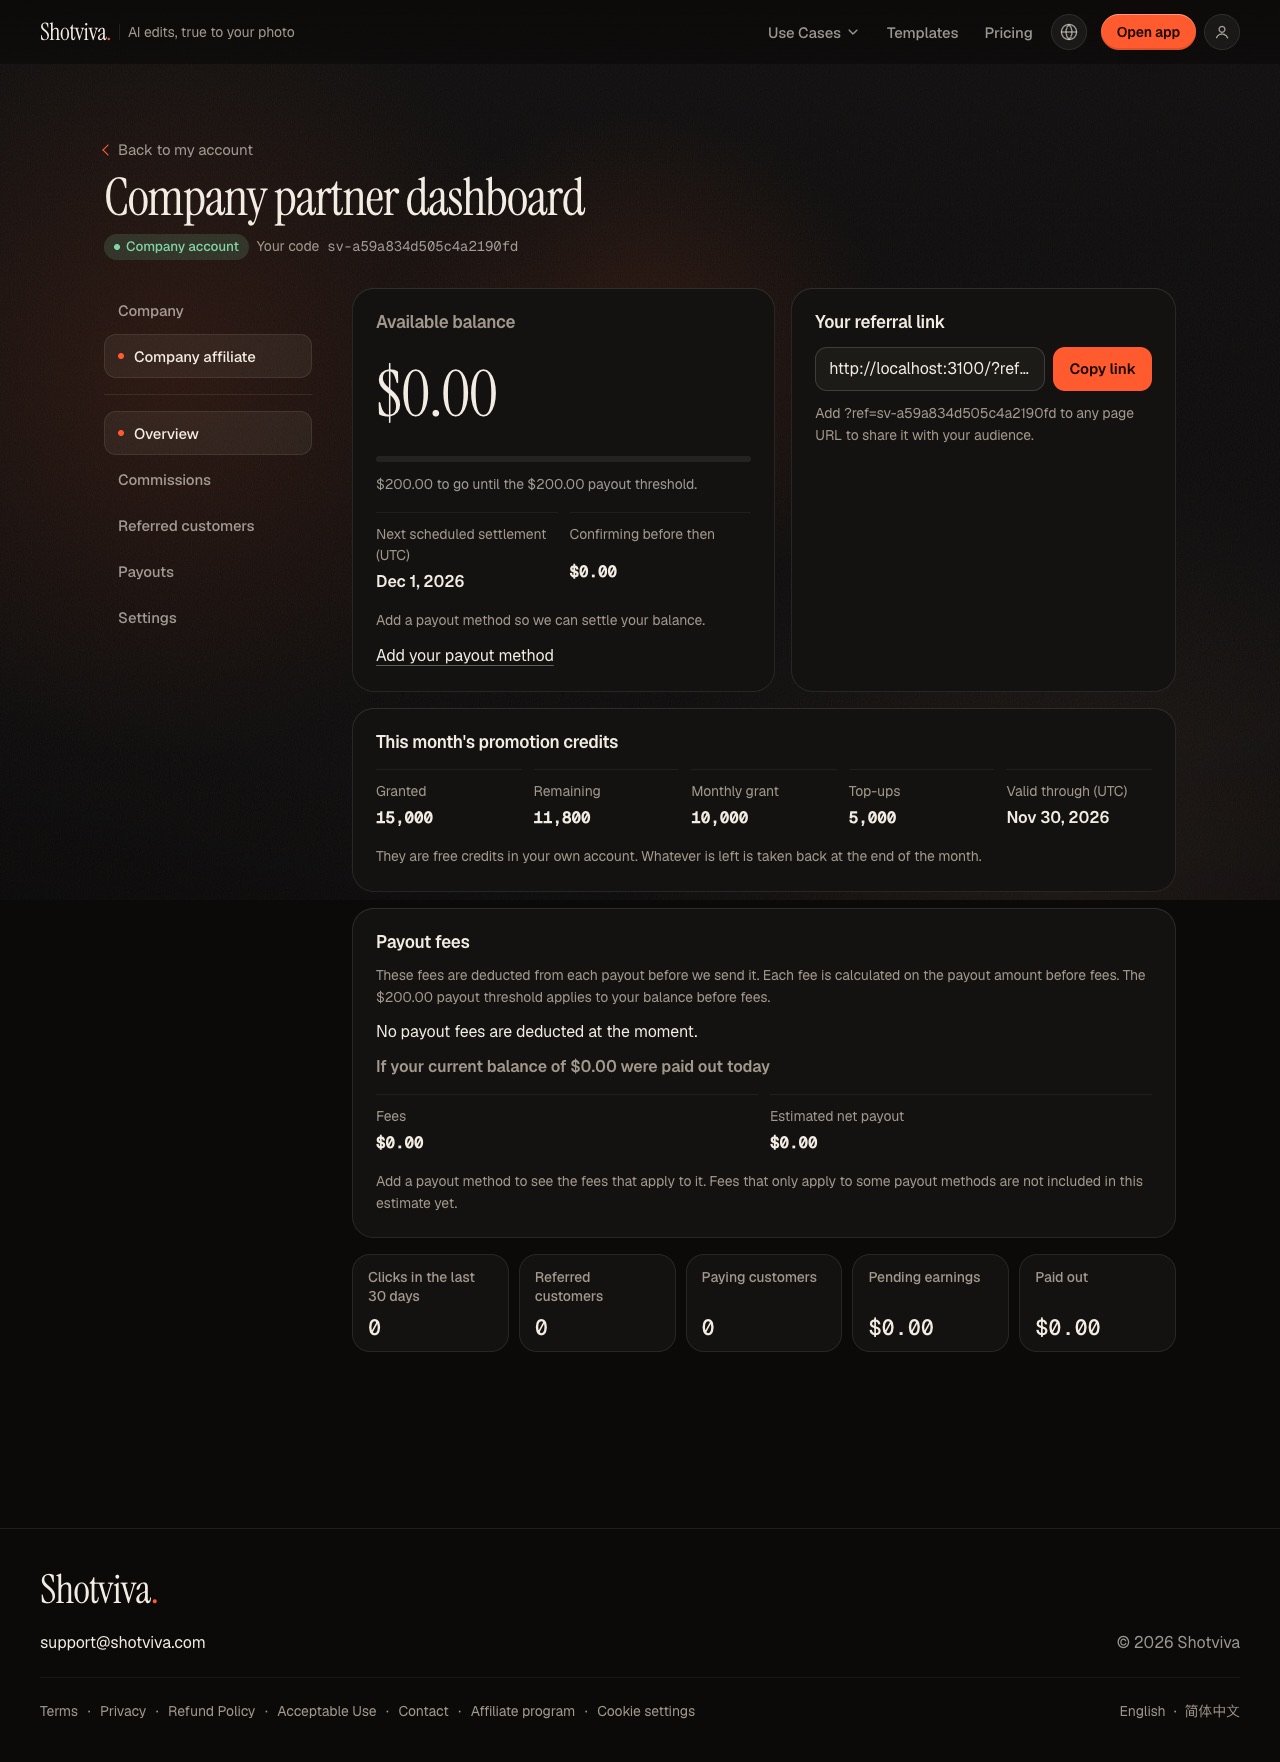 Shotviva. AI edits, true to your photo
Use Cases Templates Pricing Open app
Back to my account
Company partner dashboard
Company account Your code sv-a59a834d505c4a2190fd
Company
Company affiliate
Overview
Commissions
Referred customers
Payouts
Settings
Available balance
$0.00
$200.00 to go until the $200.00 payout threshold.
Next scheduled settlement
(UTC)
Dec 1, 2026
Confirming before then
$0.00
Add a payout method so we can settle your balance.
Add your payout method
Your referral link
http://localhost:3100/?ref… Copy link
Add ?ref=sv-a59a834d505c4a2190fd to any page
URL to share it with your audience.
This month's promotion credits
Granted Remaining Monthly grant Top-ups Valid through (UTC)
15,000 11,800 10,000 5,000 Nov 30, 2026
They are free credits in your own account. Whatever is left is taken back at the end of the month.
Payout fees
These fees are deducted from each payout before we send it. Each fee is calculated on the payout amount before fees. The
$200.00 payout threshold applies to your balance before fees.
No payout fees are deducted at the moment.
If your current balance of $0.00 were paid out today
Fees Estimated net payout
$0.00 $0.00
Add a payout method to see the fees that apply to it. Fees that only apply to some payout methods are not included in this
estimate yet.
Clicks in the last
30 days
0
Referred
customers
0
Paying customers
0
Pending earnings
$0.00
Paid out
$0.00
Shotviva.
support@shotviva.com © 2026 Shotviva
Terms · Privacy · Refund Policy · Acceptable Use · Contact · Affiliate program · Cookie settings English · 简体中文